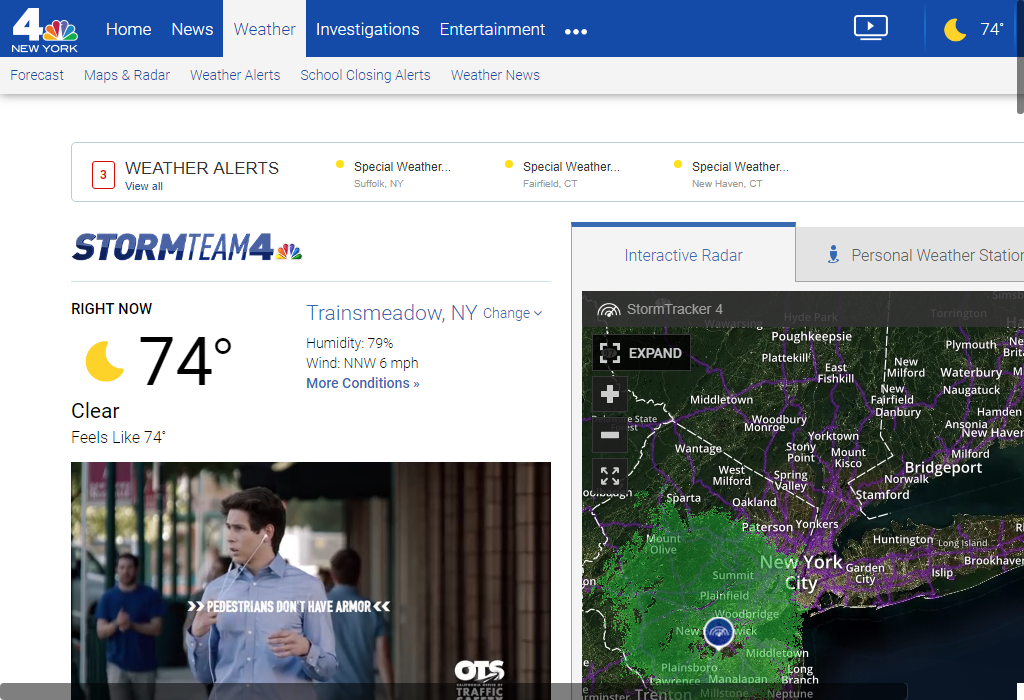 4
NEW YORK
Home
News
Weather
Investigations
Entertainment
74°
Forecast
Maps & Radar
Weather Alerts
School Closing Alerts
Weather News
3
WEATHER ALERTS
View all
Special Weather...
Suffolk, NY
Special Weather...
Fairfield, CT
Special Weather...
New Haven, CT
STORMTEAM4
RIGHT NOW
74°
Clear
Feels Like 74°
Trainsmeadow, NY Change
Humidity: 79%
Wind: NNW 6 mph
More Conditions »
>> PEDESTRIANS DON'T HAVE ARMOR <<
OTS
CALIFORNIA OFFICE OF
TRAFFIC
Interactive Radar
Personal Weather Station
StormTracker 4
EXPAND
Hyde Park
Torrington
Wawarsing
Poughkeepsie
Plymouth
Plattekill
East
Fishkill
New
Milford
Waterbury
Naugatuck
Middletown
New
Fairfield
Danbury
Hamden
Woodbury
Monroe
Ansonia
New Haven
Yorktown
Wantage
Stony
Point
Mount
Kisco
Milford
Bridgeport
West
Milford
Spring
Valley
Norwalk
Stamford
Sparta
Oakland
Paterson
Yonkers
Mount
Olive
Huntington
Long Island
New York
City
Garden
City
Islip
Brookhaven
Summit
Plainfield
Woodbridge
Middletown
Plainsboro
Long
Branch
Lawrence
Manalapan
Trenton
Millstone
Neptune